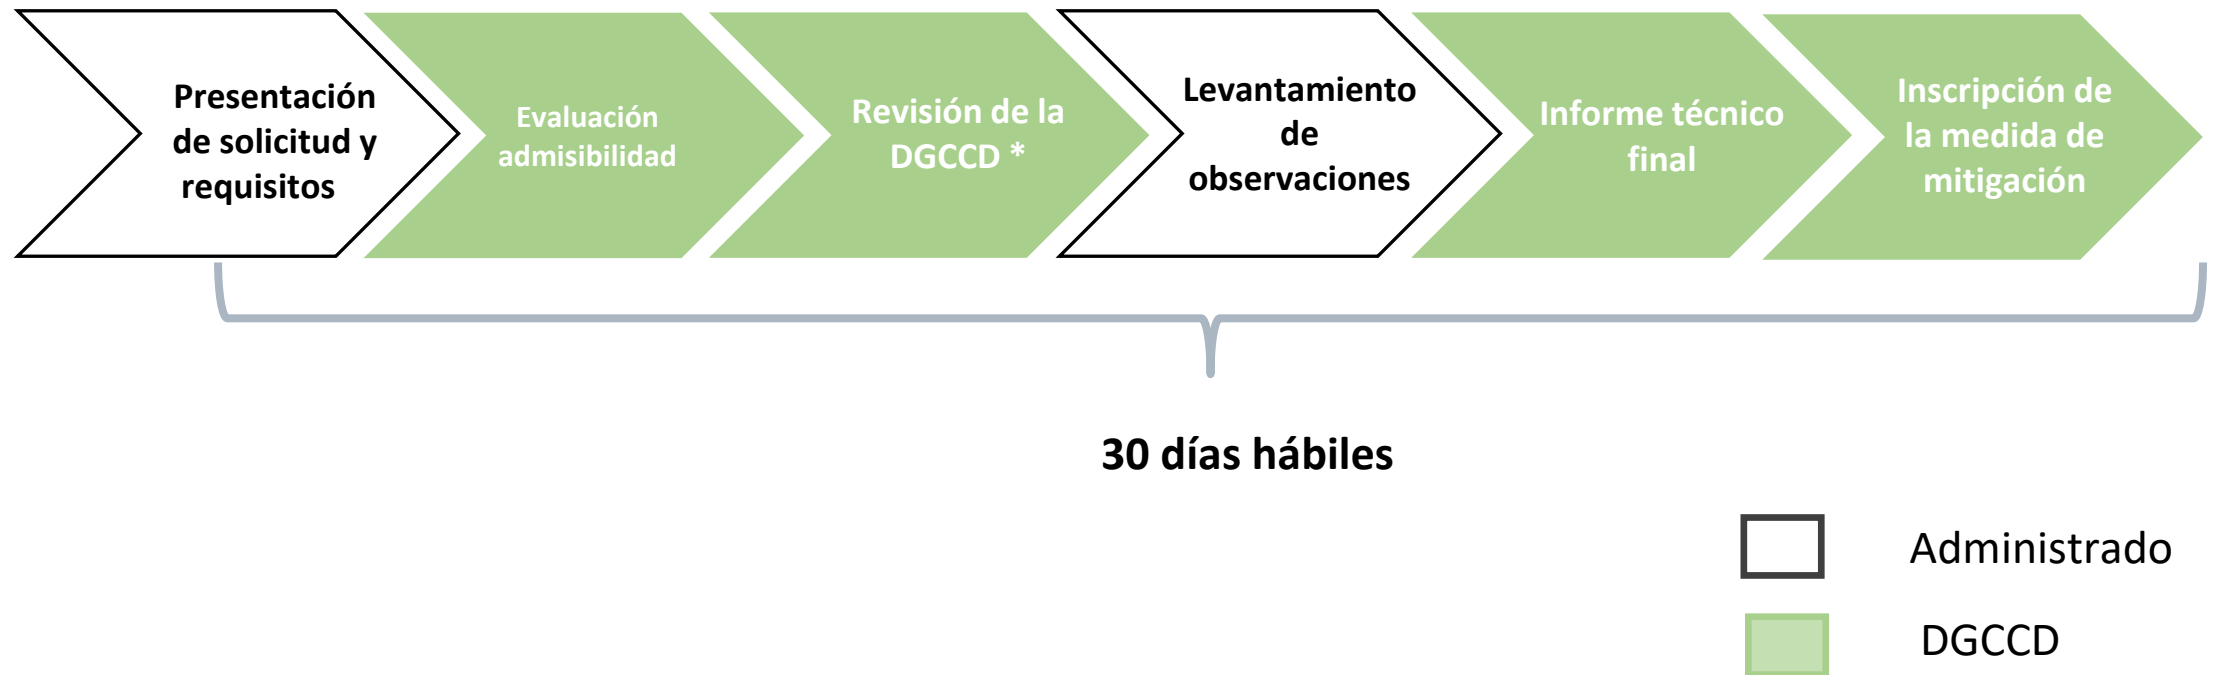 Presentación
de solicitud y
requisitos
Evaluación
admisibilidad
Revisión de la
DGCCD *
Levantamiento
de
observaciones
Informe técnico
final
Inscripción de
la medida de
mitigación
30 días hábiles
Administrado
DGCCD